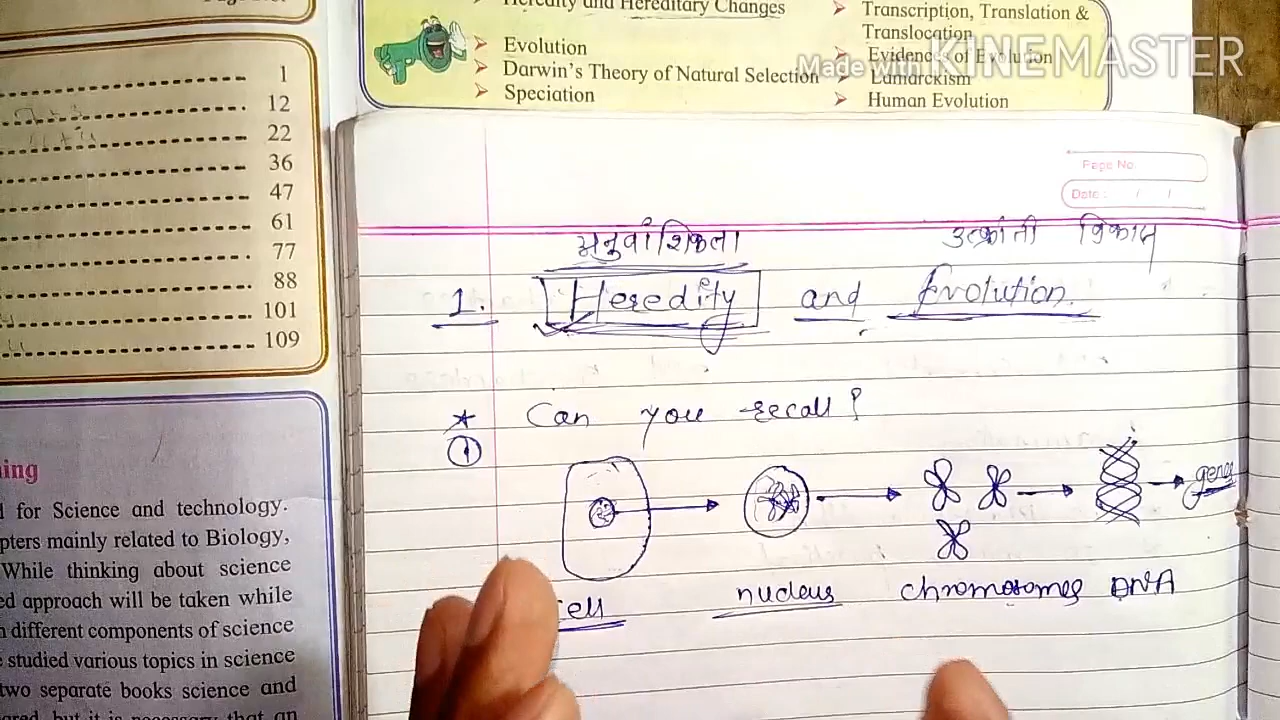 Heredity and Hereditary Changes
Evolution
Darwin's Theory of Natural Selection
Speciation
Transcription, Translation &
Translocation
Evidences of Evolution
Lamarckism
Human Evolution
Made with KINEMASTER
1
12
22
36
47
61
77
88
101
109
Page No
Date : / /
अनुवांशिकता उत्क्रांती विकास
1. Heredity and Evolution.
* Can you recall?
1
genes
cell nucleus chromosomes DNA
ing
for Science and technology.
pters mainly related to Biology,
While thinking about science
ed approach will be taken while
different components of science
studied various topics in science
two separate books science and
that an